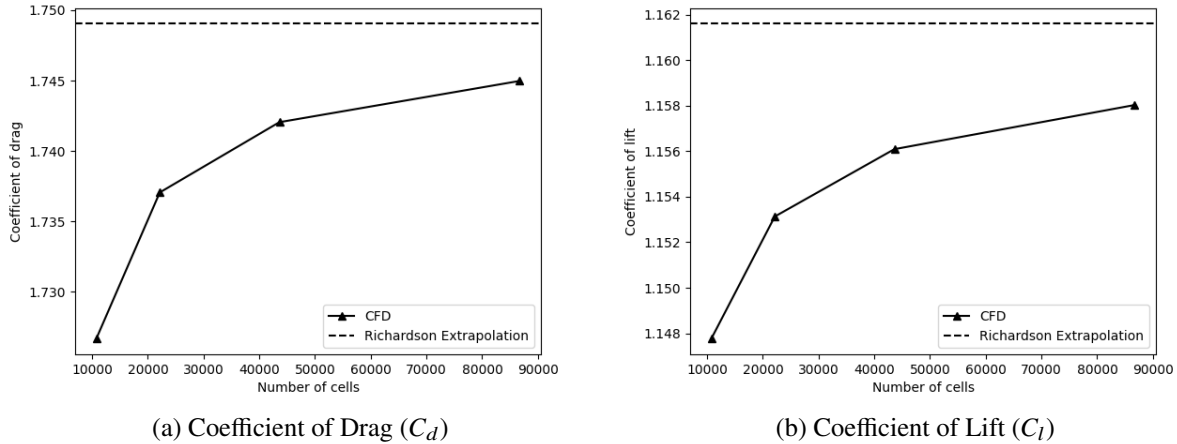 1.750
1.745
1.740
1.735
1.730
Coefficient of drag
10000 20000 30000 40000 50000 60000 70000 80000 90000
Number of cells
CFD
Richardson Extrapolation
(a) Coefficient of Drag (C_d)
1.162
1.160
1.158
1.156
1.154
1.152
1.150
1.148
Coefficient of lift
10000 20000 30000 40000 50000 60000 70000 80000 90000
Number of cells
CFD
Richardson Extrapolation
(b) Coefficient of Lift (C_l)